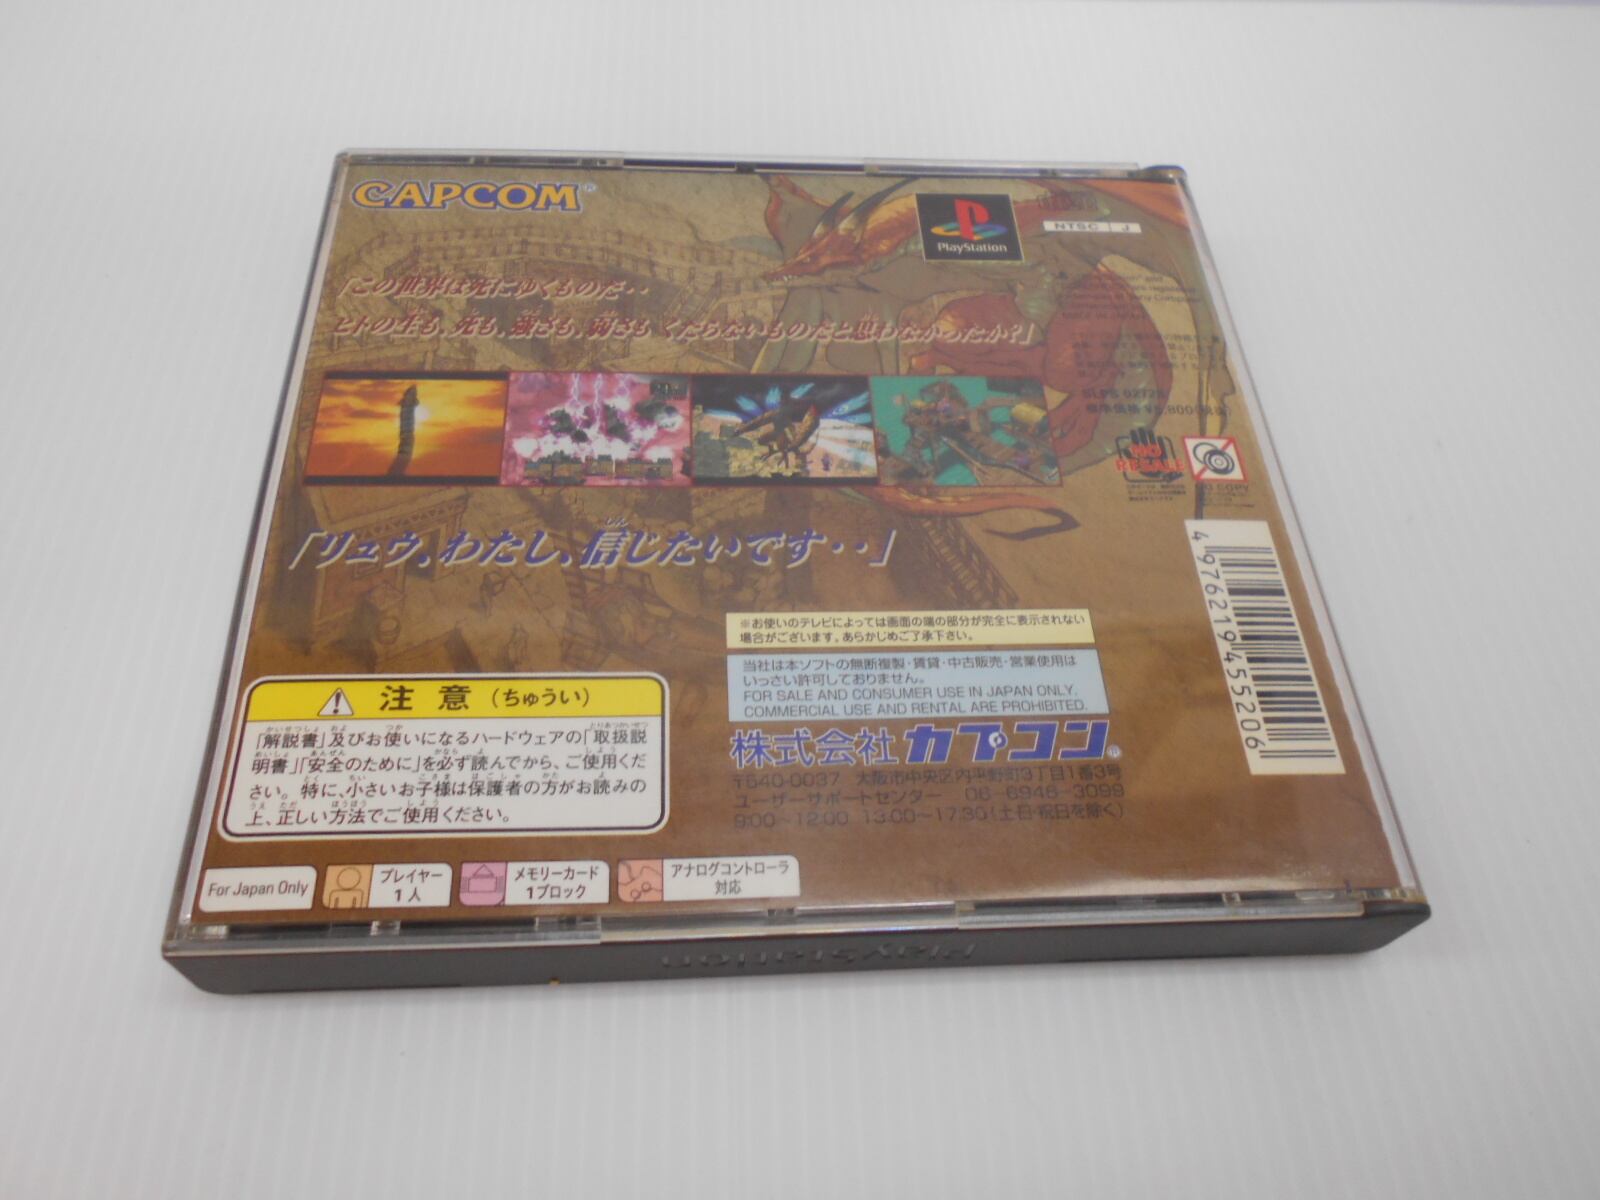 CAPCOM®
PlayStation
NTSC J
「この世界は死にゆくものだ‥
ヒトの生も、死も、強さも、弱さも くだらないものだと思わなかったか?」
SLPS 02728
標準価格 ¥5,800(税抜)
NO RESALE
NO COPY
「リュウ、わたし、信じたいです‥」
4976219455206
※お使いのテレビによっては画面の端の部分が完全に表示されない
場合がございます。あらかじめご了承下さい。
当社は本ソフトの無断複製・賃貸・中古販売・営業使用は
いっさい許可しておりません。
FOR SALE AND CONSUMER USE IN JAPAN ONLY.
COMMERCIAL USE AND RENTAL ARE PROHIBITED.
株式会社カプコン®
〒540-0037 大阪市中央区内平野町3丁目1番3号
ユーザーサポートセンター 06-6946-3099
9:00〜12:00 13:00〜17:30(土・日・祝日を除く)
注意(ちゅうい)
「解説書」及びお使いになるハードウェアの「取扱説
明書」「安全のために」を必ず読んでから、ご使用くだ
さい。特に、小さいお子様は保護者の方がお読みの
上、正しい方法でご使用ください。
For Japan Only
プレイヤー
1人
メモリーカード
1ブロック
アナログコントローラ
対応
PlayStation